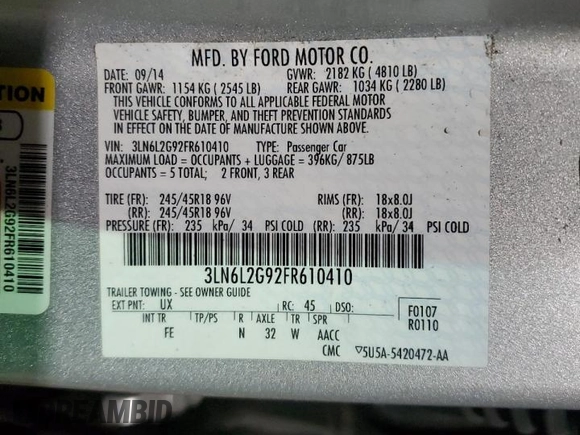 MFD. BY FORD MOTOR CO.
DATE: 09/14 GVWR: 2182 KG ( 4810 LB)
FRONT GAWR: 1154 KG ( 2545 LB) REAR GAWR: 1034 KG ( 2280 LB)
THIS VEHICLE CONFORMS TO ALL APPLICABLE FEDERAL MOTOR
VEHICLE SAFETY, BUMPER, AND THEFT PREVENTION STANDARDS
IN EFFECT ON THE DATE OF MANUFACTURE SHOWN ABOVE.
VIN: 3LN6L2G92FR610410 TYPE: Passenger Car
MAXIMUM LOAD = OCCUPANTS + LUGGAGE = 396KG/ 875LB
OCCUPANTS = 5 TOTAL; 2 FRONT, 3 REAR
TIRE (FR): 245/45R18 96V RIMS (FR): 18x8.0J
(RR): 245/45R18 96V (RR): 18x8.0J
PRESSURE (FR): 235 kPa/ 34 PSI COLD (RR): 235 kPa/ 34 PSI COLD
3LN6L2G92FR610410
TRAILER TOWING - SEE OWNER GUIDE
EXT PNT: UX RC: 45 DSO: F0107
INT TR TP/PS R AXLE TR SPR R0110
FE N 32 W AACC
CMC ▽5U5A-5420472-AA
TION
3LN6L2G92FR610410
DREAMBID